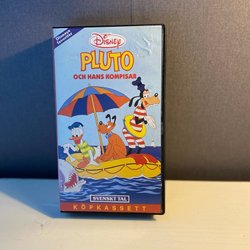 Disney
PLUTO
OCH HANS KOMPISAR
SVENSKT TAL
KÖPKASSETT